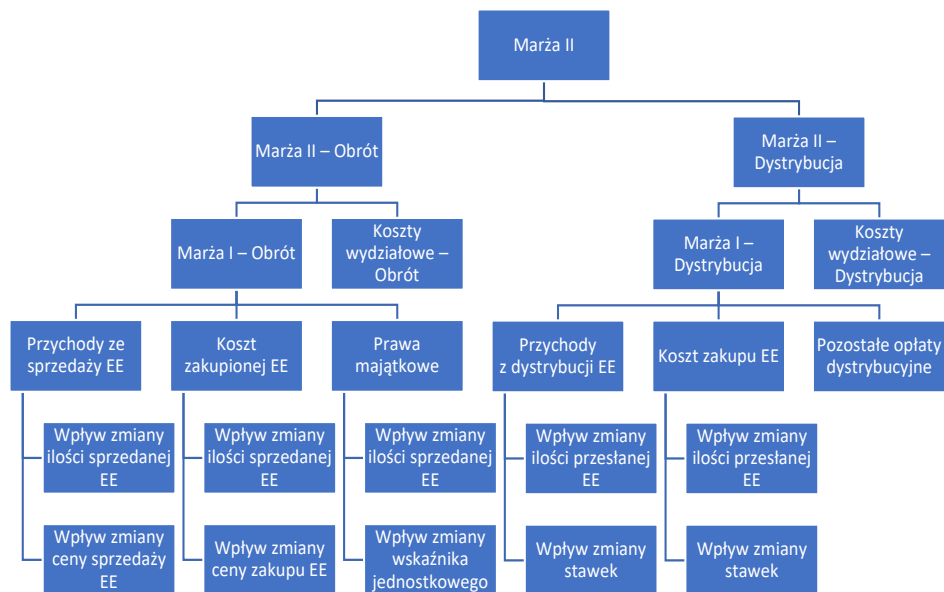 Marża II
Marża II – Obrót
Marża II –
Dystrybucja
Marża I – Obrót
Koszty
wydziałowe –
Obrót
Marża I –
Dystrybucja
Koszty
wydziałowe –
Dystrybucja
Przychody ze
sprzedaży EE
Koszt
zakupionej EE
Prawa
majątkowe
Przychody
z dystrybucji EE
Koszt zakupu EE
Pozostałe opłaty
dystrybucyjne
Wpływ zmiany
ilości sprzedanej
EE
Wpływ zmiany
ilości sprzedanej
EE
Wpływ zmiany
ilości sprzedanej
EE
Wpływ zmiany
ilości przesłanej
EE
Wpływ zmiany
ilości przesłanej
EE
Wpływ zmiany
ceny sprzedaży
EE
Wpływ zmiany
ceny zakupu EE
Wpływ zmiany
wskaźnika
jednostkowego
Wpływ zmiany
stawek
Wpływ zmiany
stawek